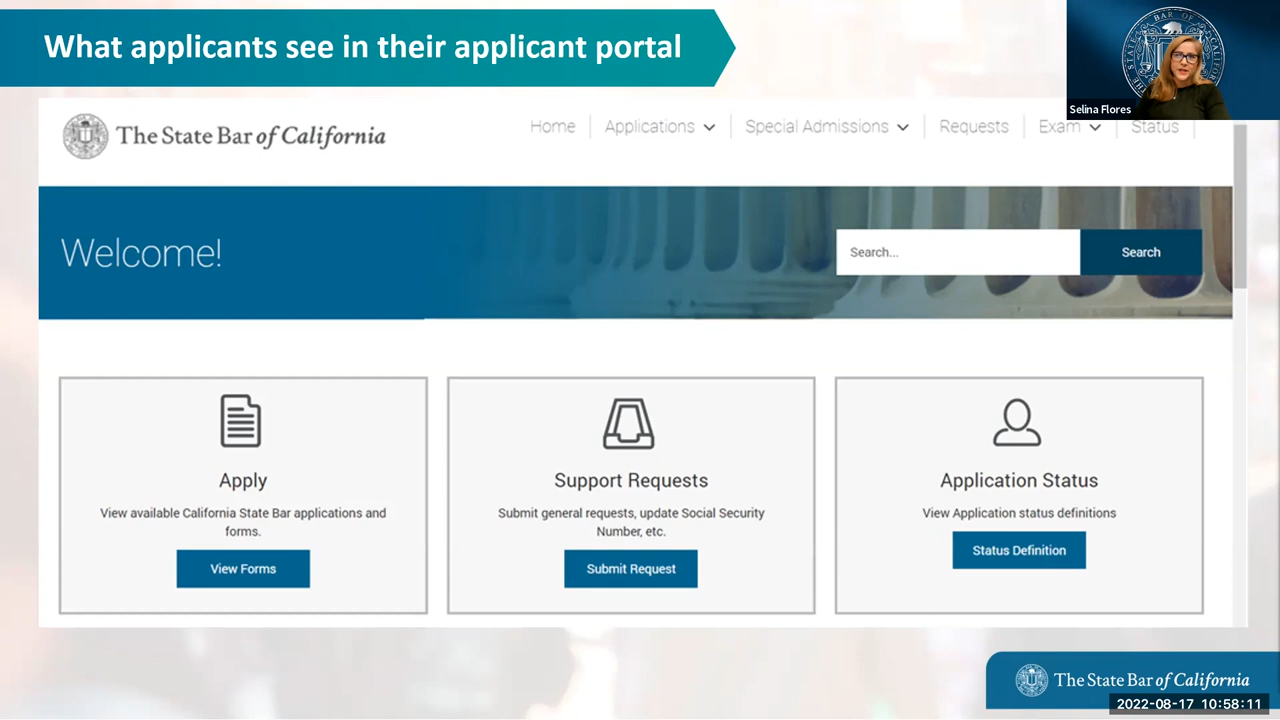 What applicants see in their applicant portal
Selina Flores
The State Bar of California
Home
Applications
Special Admissions
Requests
Exam
Status
Welcome!
Search...
Search
Apply
View available California State Bar applications and
forms.
View Forms
Support Requests
Submit general requests, update Social Security
Number, etc.
Submit Request
Application Status
View Application status definitions
Status Definition
The State Bar of California
2022-08-17 10:58:11